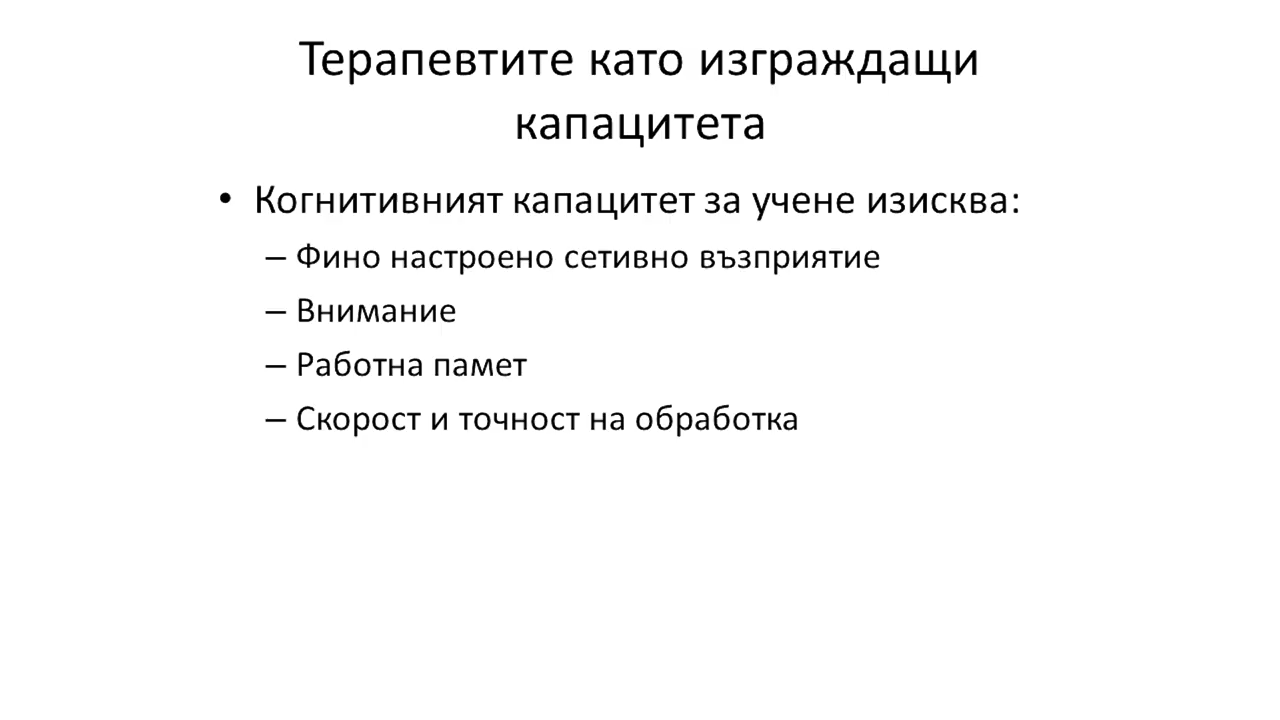 Терапевтите като изграждащи
капацитета
• Когнитивният капацитет за учене изисква:
– Фино настроено сетивно възприятие
– Внимание
– Работна памет
– Скорост и точност на обработка